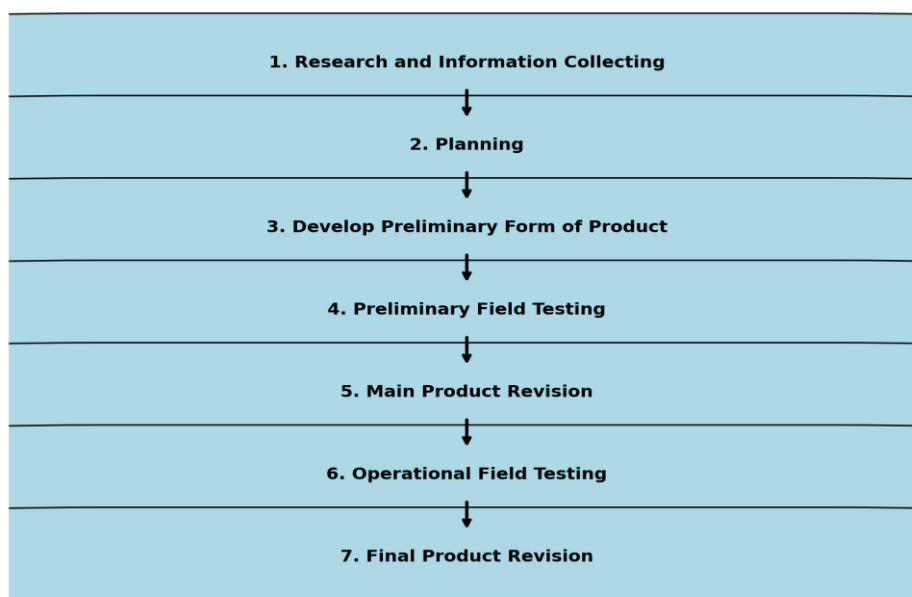 1. Research and Information Collecting
2. Planning
3. Develop Preliminary Form of Product
4. Preliminary Field Testing
5. Main Product Revision
6. Operational Field Testing
7. Final Product Revision